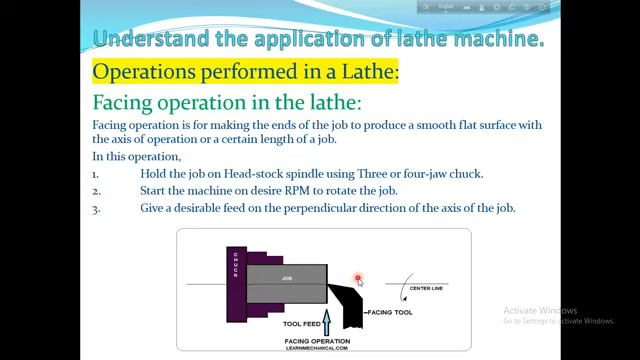 English
Understand the application of lathe machine.
Operations performed in a Lathe:
Facing operation in the lathe:
Facing operation is for making the ends of the job to produce a smooth flat surface with
the axis of operation or a certain length of a job.
In this operation,
1. Hold the job on Head-stock spindle using Three or four-jaw chuck.
2. Start the machine on desire RPM to rotate the job.
3. Give a desirable feed on the perpendicular direction of the axis of the job.
CHUCK
JOB
CENTER LINE
FACING TOOL
TOOL FEED
FACING OPERATION
LEARNMECHANICAL.COM
Activate Windows
Go to Settings to activate Windows.